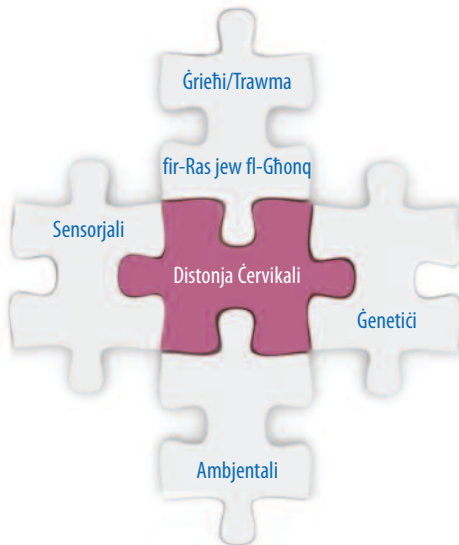 Ġrieħi/Trawma
fir-Ras jew fl-Għonq
Sensorjali
Distonja Ċervikali
Ġenetiċi
Ambjentali